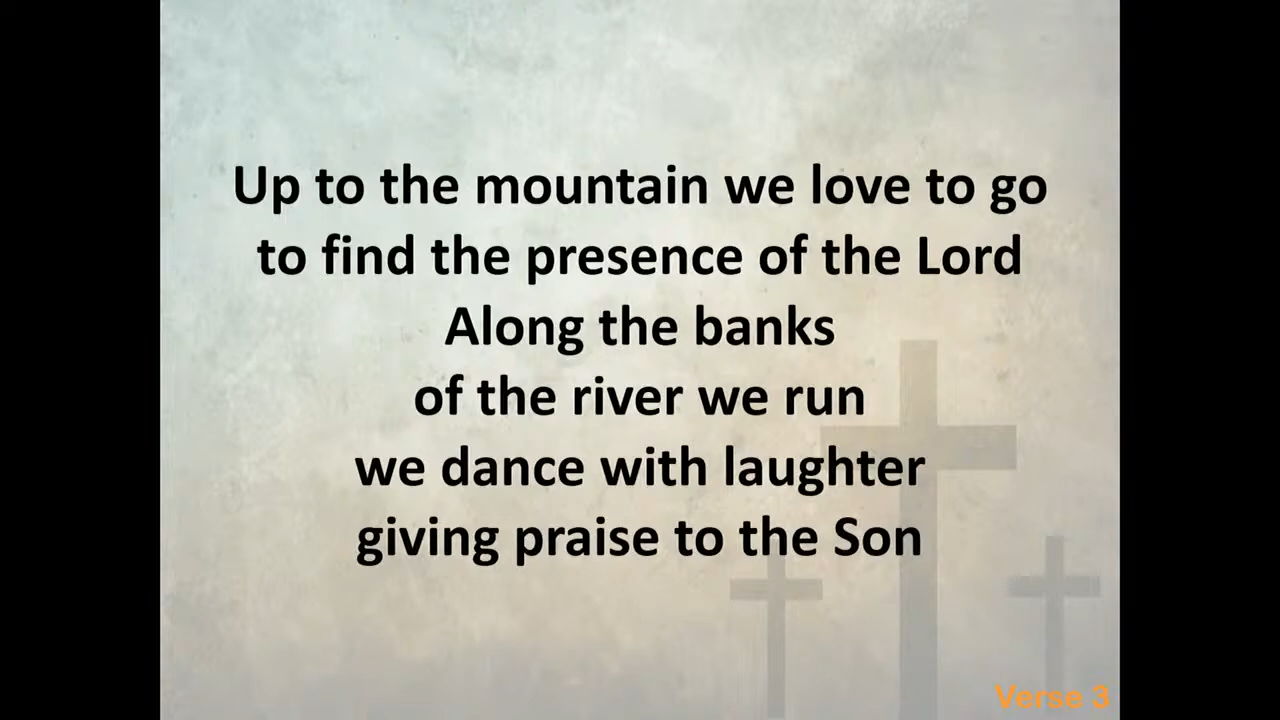 Up to the mountain we love to go
to find the presence of the Lord
Along the banks
of the river we run
we dance with laughter
giving praise to the Son
Verse 3